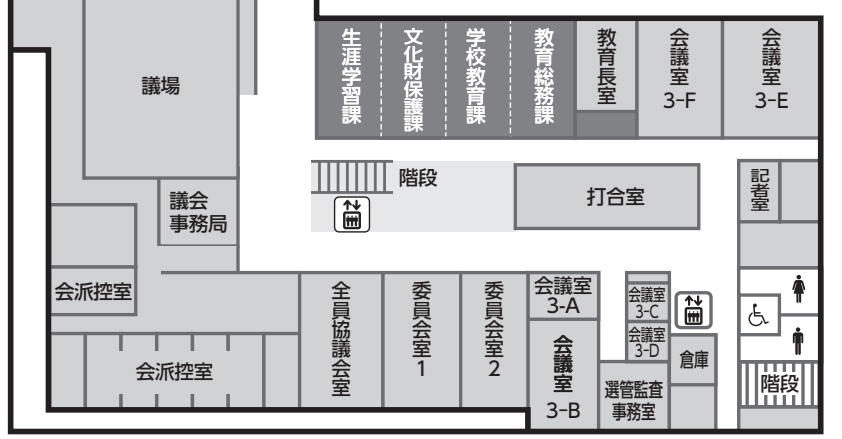 議場
生涯学習課
文化財保護課
学校教育課
教育総務課
教育長室
会議室
3-F
会議室
3-E
階段
打合室
記者室
議会
事務局
会派控室
会派控室
全員協議会室
委員会室1
委員会室2
会議室
3-A
会議室
3-B
会議室
3-C
会議室
3-D
選管監査
事務室
倉庫
階段